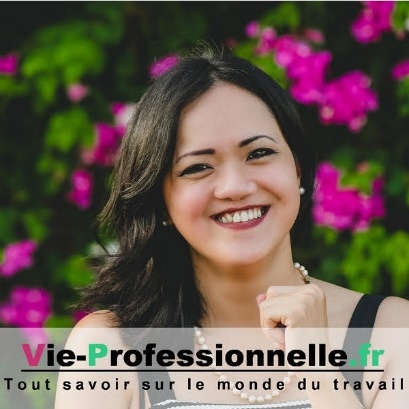 Vie-Professionnelle.fr
Tout savoir sur le monde du travail